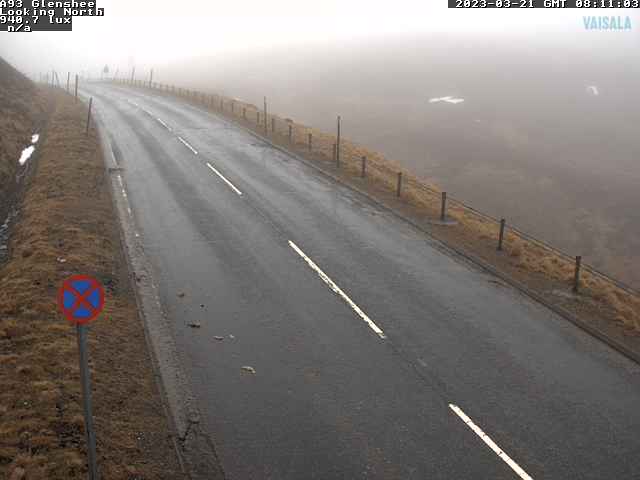 A93 Glenshee
Looking North
940.7 lux
n/a
2023-03-21 GMT 08:11:03
VAISALA